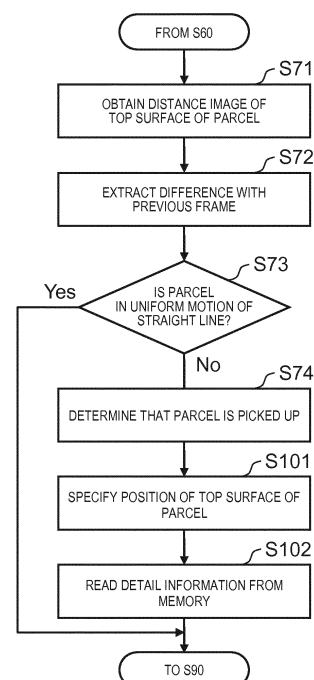 FROM S60
S71
OBTAIN DISTANCE IMAGE OF
TOP SURFACE OF PARCEL
S72
EXTRACT DIFFERENCE WITH
PREVIOUS FRAME
S73
Yes
IS PARCEL
IN UNIFORM MOTION OF
STRAIGHT LINE?
No
S74
DETERMINE THAT PARCEL IS PICKED UP
S101
SPECIFY POSITION OF TOP SURFACE OF
PARCEL
S102
READ DETAIL INFORMATION FROM
MEMORY
TO S90